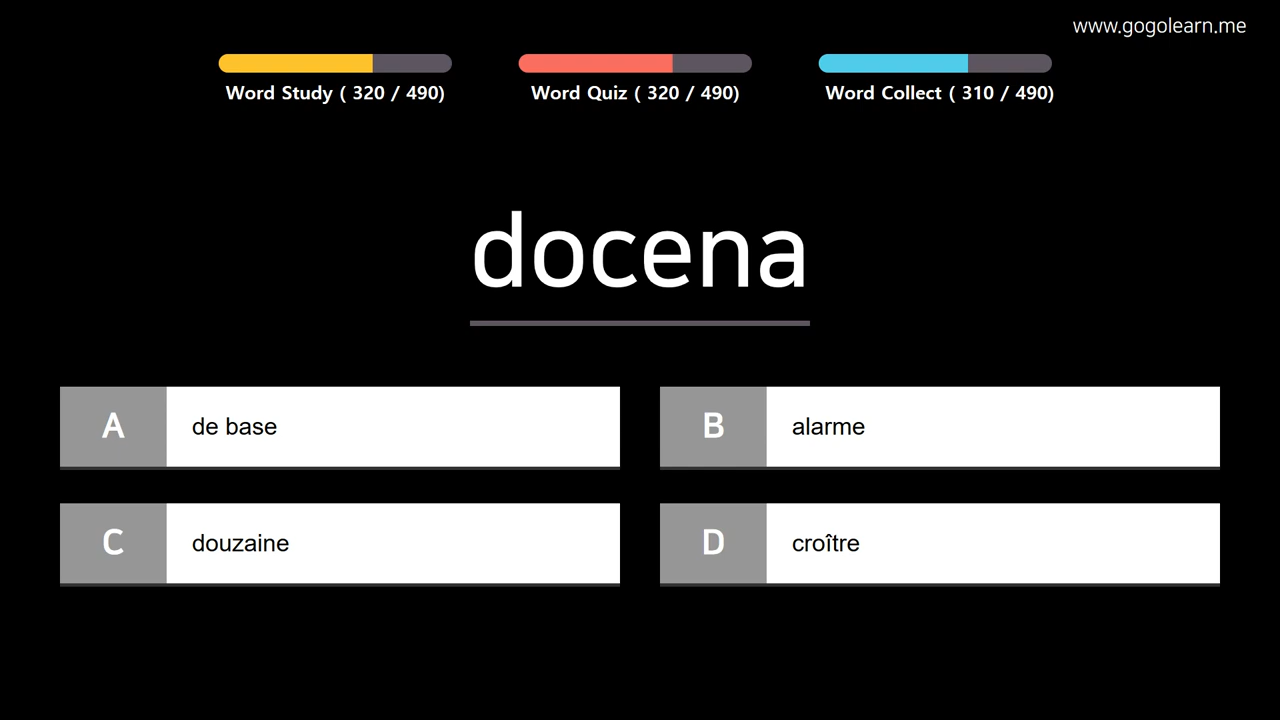 www.gogolearn.me
Word Study ( 320 / 490)
Word Quiz ( 320 / 490)
Word Collect ( 310 / 490)
docena
A de base
B alarme
C douzaine
D croître